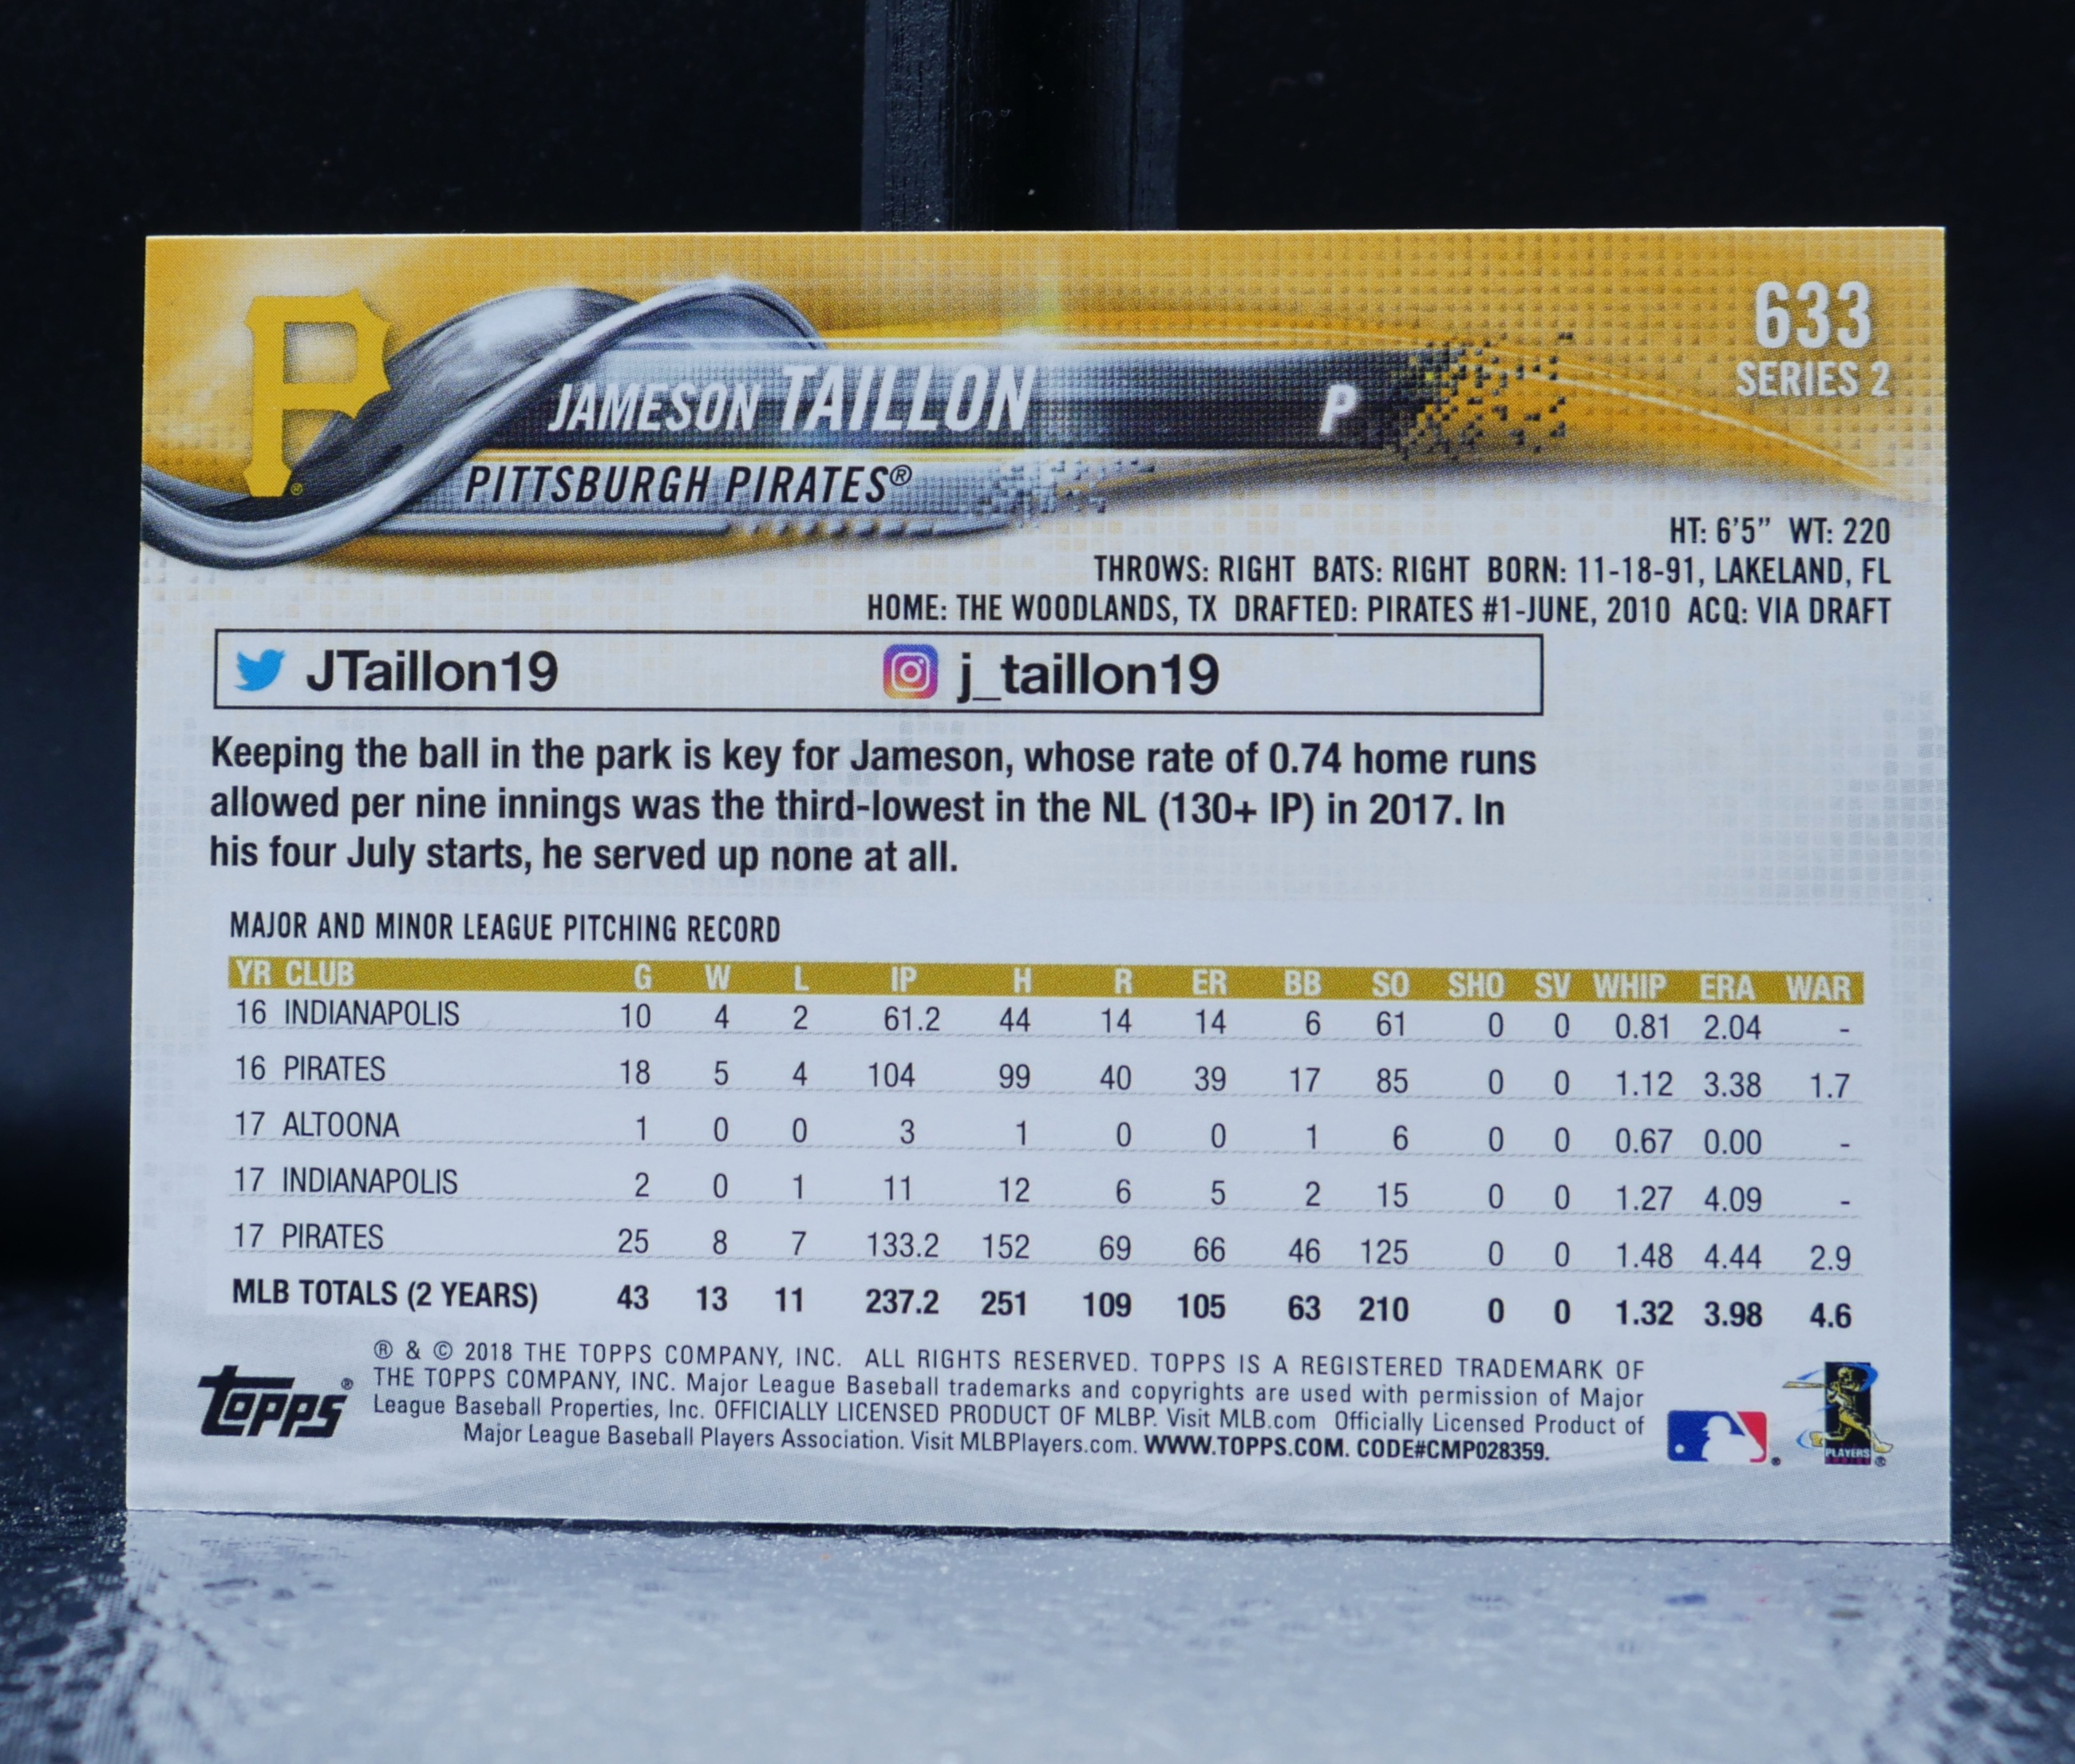 633
SERIES 2
JAMESON TAILLON P
PITTSBURGH PIRATES®
HT: 6'5" WT: 220
THROWS: RIGHT BATS: RIGHT BORN: 11-18-91, LAKELAND, FL
HOME: THE WOODLANDS, TX DRAFTED: PIRATES #1-JUNE, 2010 ACQ: VIA DRAFT
JTaillon19 j_taillon19
Keeping the ball in the park is key for Jameson, whose rate of 0.74 home runs
allowed per nine innings was the third-lowest in the NL (130+ IP) in 2017. In
his four July starts, he served up none at all.
MAJOR AND MINOR LEAGUE PITCHING RECORD
YR CLUB G W L IP H R ER BB SO SHO SV WHIP ERA WAR
16 INDIANAPOLIS 10 4 2 61.2 44 14 14 6 61 0 0 0.81 2.04 -
16 PIRATES 18 5 4 104 99 40 39 17 85 0 0 1.12 3.38 1.7
17 ALTOONA 1 0 0 3 1 0 0 1 6 0 0 0.67 0.00 -
17 INDIANAPOLIS 2 0 1 11 12 6 5 2 15 0 0 1.27 4.09 -
17 PIRATES 25 8 7 133.2 152 69 66 46 125 0 0 1.48 4.44 2.9
MLB TOTALS (2 YEARS) 43 13 11 237.2 251 109 105 63 210 0 0 1.32 3.98 4.6
® & © 2018 THE TOPPS COMPANY, INC. ALL RIGHTS RESERVED. TOPPS IS A REGISTERED TRADEMARK OF
THE TOPPS COMPANY, INC. Major League Baseball trademarks and copyrights are used with permission of Major
League Baseball Properties, Inc. OFFICIALLY LICENSED PRODUCT OF MLBP. Visit MLB.com Officially Licensed Product of
Major League Baseball Players Association. Visit MLBPlayers.com. WWW.TOPPS.COM. CODE#CMP028359.
TOPPS®
P®
PLAYERS
CHOICE ®